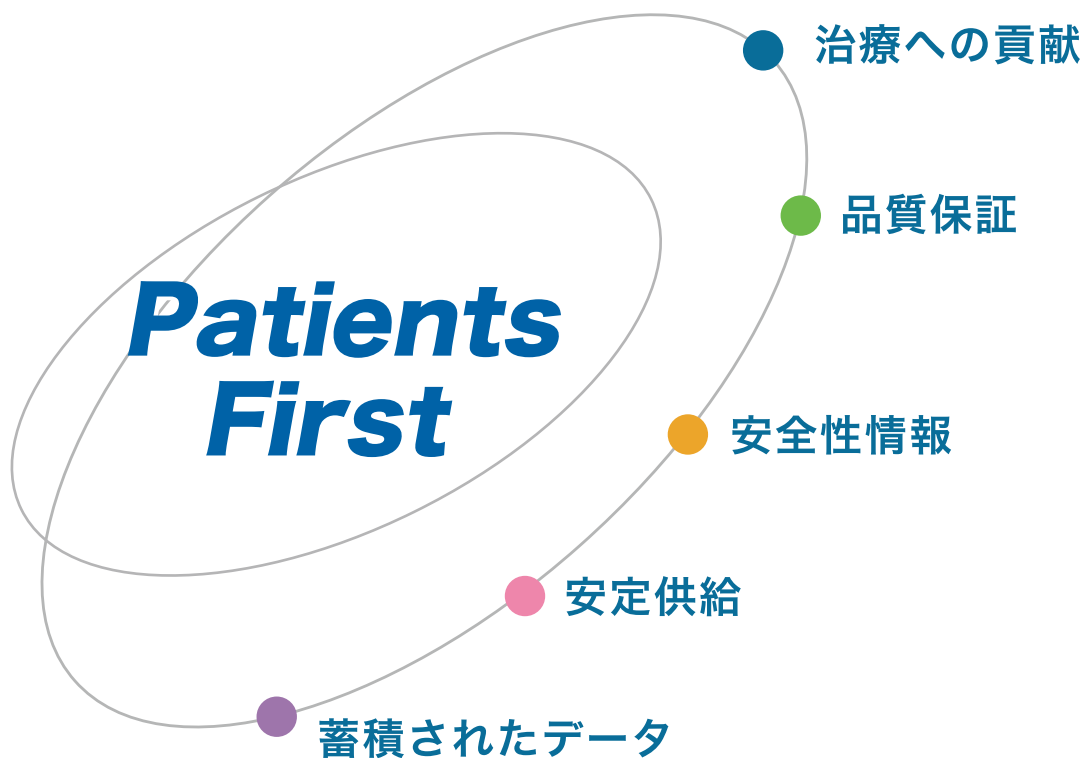 治療への貢献
品質保証
Patients
First
安全性情報
安定供給
蓄積されたデータ